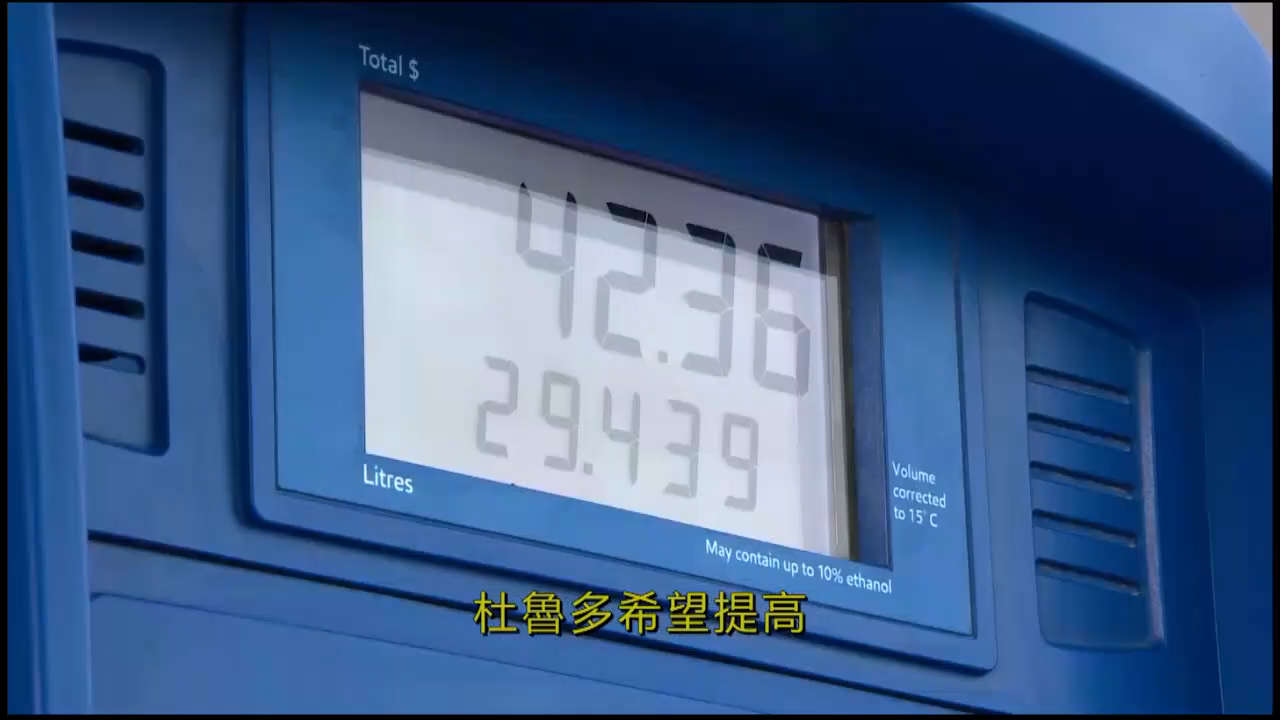 Total $
42.36
29.439
Litres
Volume
corrected
to 15°C
May contain up to 10% ethanol
杜魯多希望提高